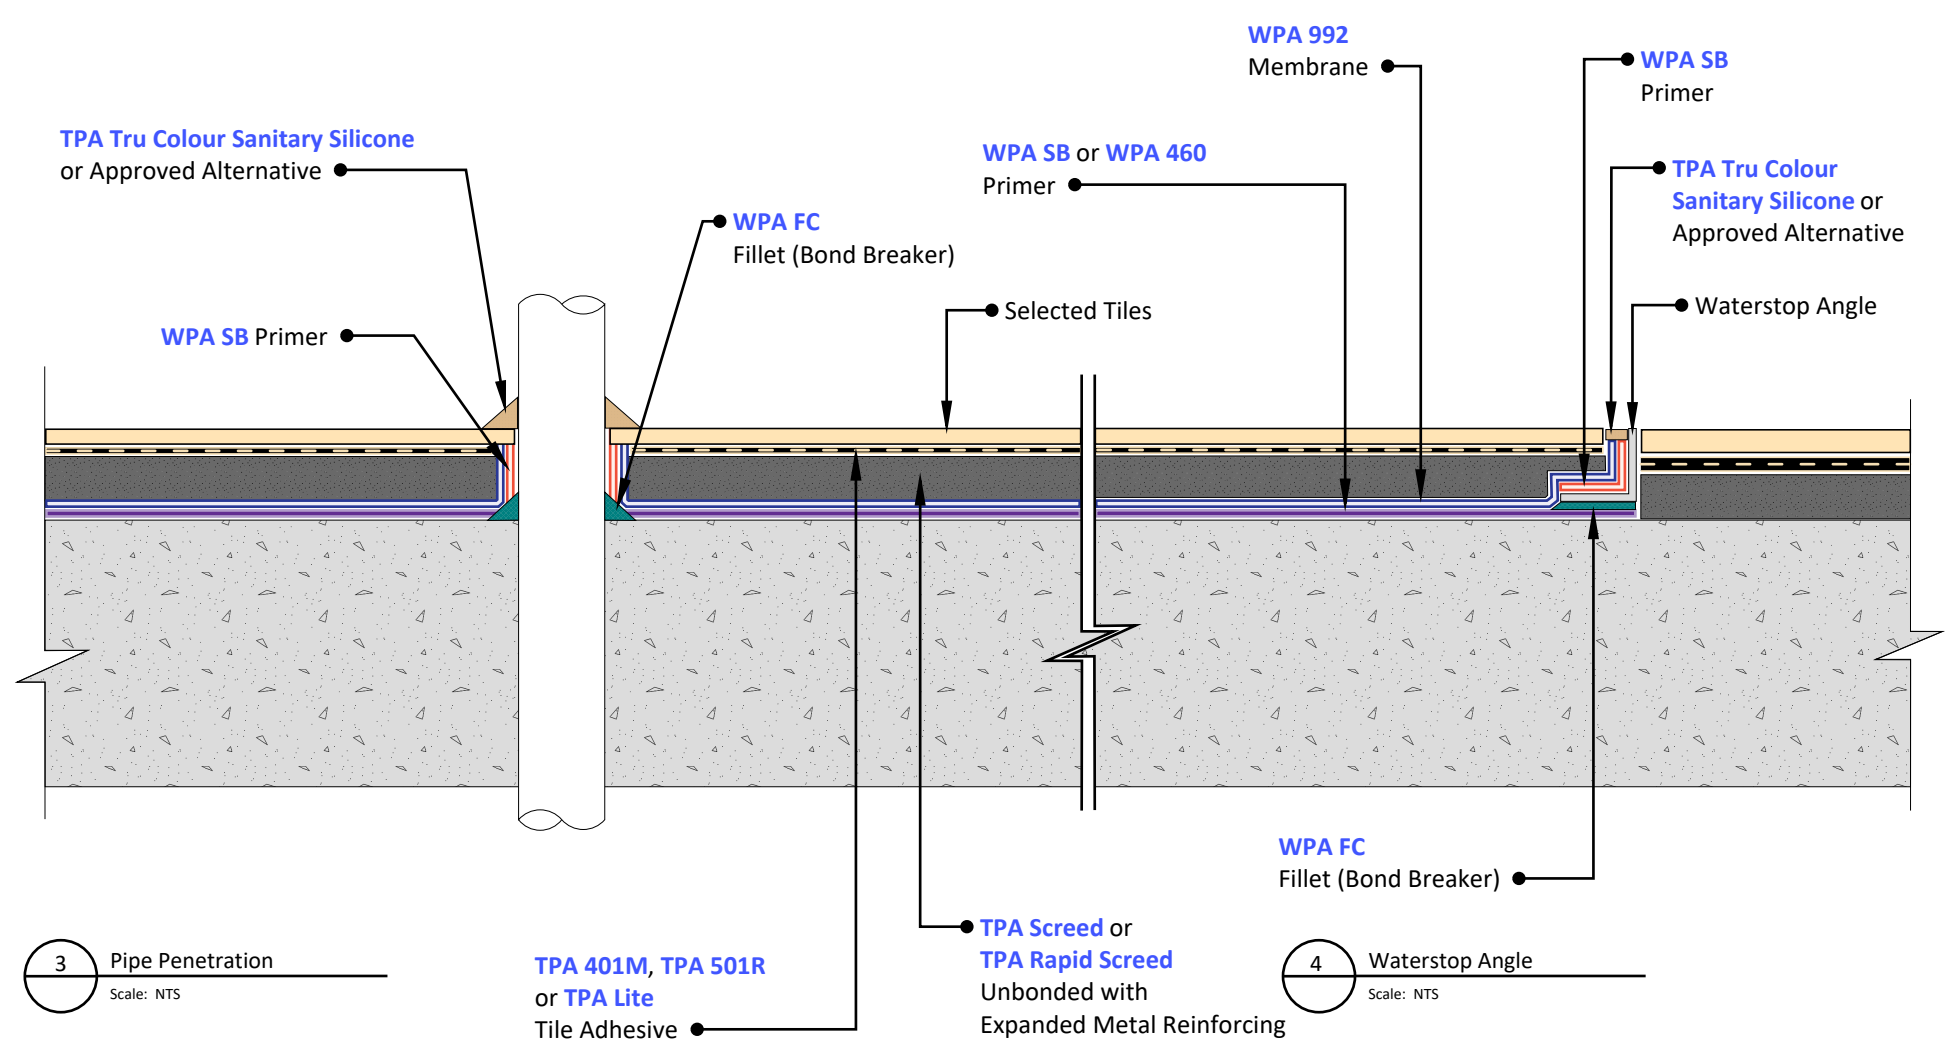 WPA 992
Membrane
WPA SB
Primer
TPA Tru Colour Sanitary Silicone
or Approved Alternative
WPA SB or WPA 460
Primer
TPA Tru Colour
Sanitary Silicone or
Approved Alternative
WPA FC
Fillet (Bond Breaker)
Selected Tiles
Waterstop Angle
WPA SB Primer
WPA FC
Fillet (Bond Breaker)
TPA Screed or
TPA Rapid Screed
Unbonded with
Expanded Metal Reinforcing
TPA 401M, TPA 501R
or TPA Lite
Tile Adhesive
3
Pipe Penetration
Scale: NTS
4
Waterstop Angle
Scale: NTS